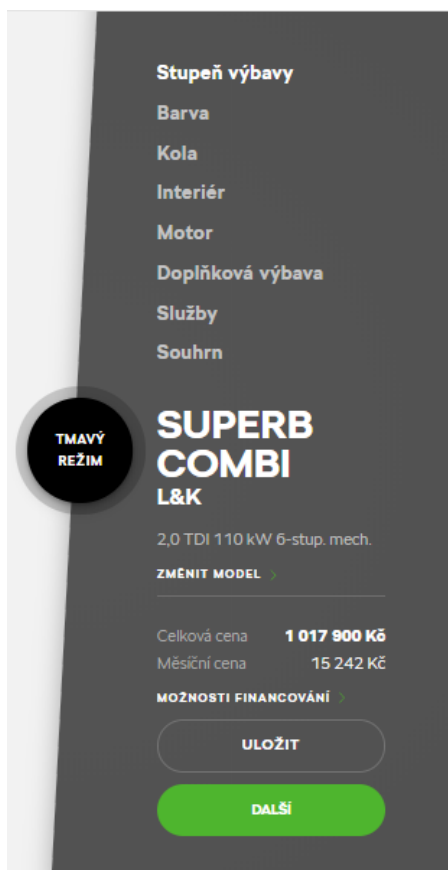 Stupeň výbavy
Barva
Kola
Interiér
Motor
Doplňková výbava
Služby
Souhrn
TMAVÝ
REŽIM
SUPERB
COMBI
L&K
2,0 TDI 110 kW 6-stup. mech.
ZMĚNIT MODEL
Celková cena 1 017 900 Kč
Měsíční cena 15 242 Kč
MOŽNOSTI FINANCOVÁNÍ
ULOŽIT
DALŠÍ